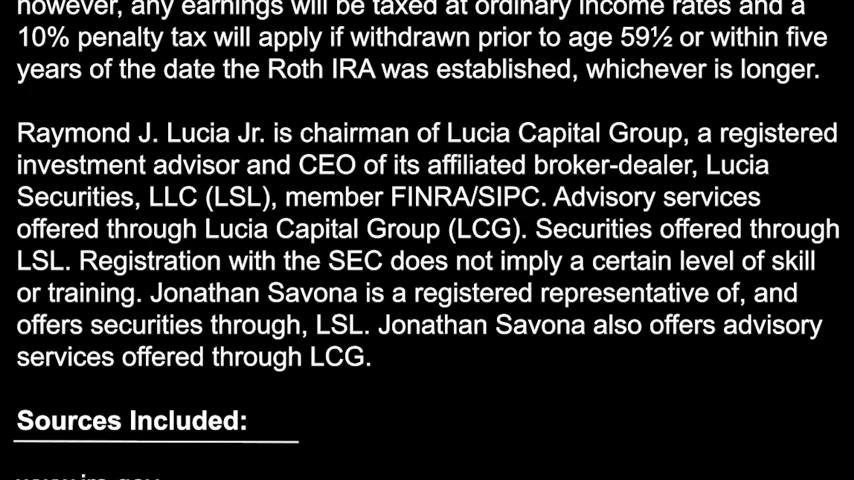 however, any earnings will be taxed at ordinary income rates and a
10% penalty tax will apply if withdrawn prior to age 59½ or within five
years of the date the Roth IRA was established, whichever is longer.
Raymond J. Lucia Jr. is chairman of Lucia Capital Group, a registered
investment advisor and CEO of its affiliated broker-dealer, Lucia
Securities, LLC (LSL), member FINRA/SIPC. Advisory services
offered through Lucia Capital Group (LCG). Securities offered through
LSL. Registration with the SEC does not imply a certain level of skill
or training. Jonathan Savona is a registered representative of, and
offers securities through, LSL. Jonathan Savona also offers advisory
services offered through LCG.
Sources Included:
www.irs.gov